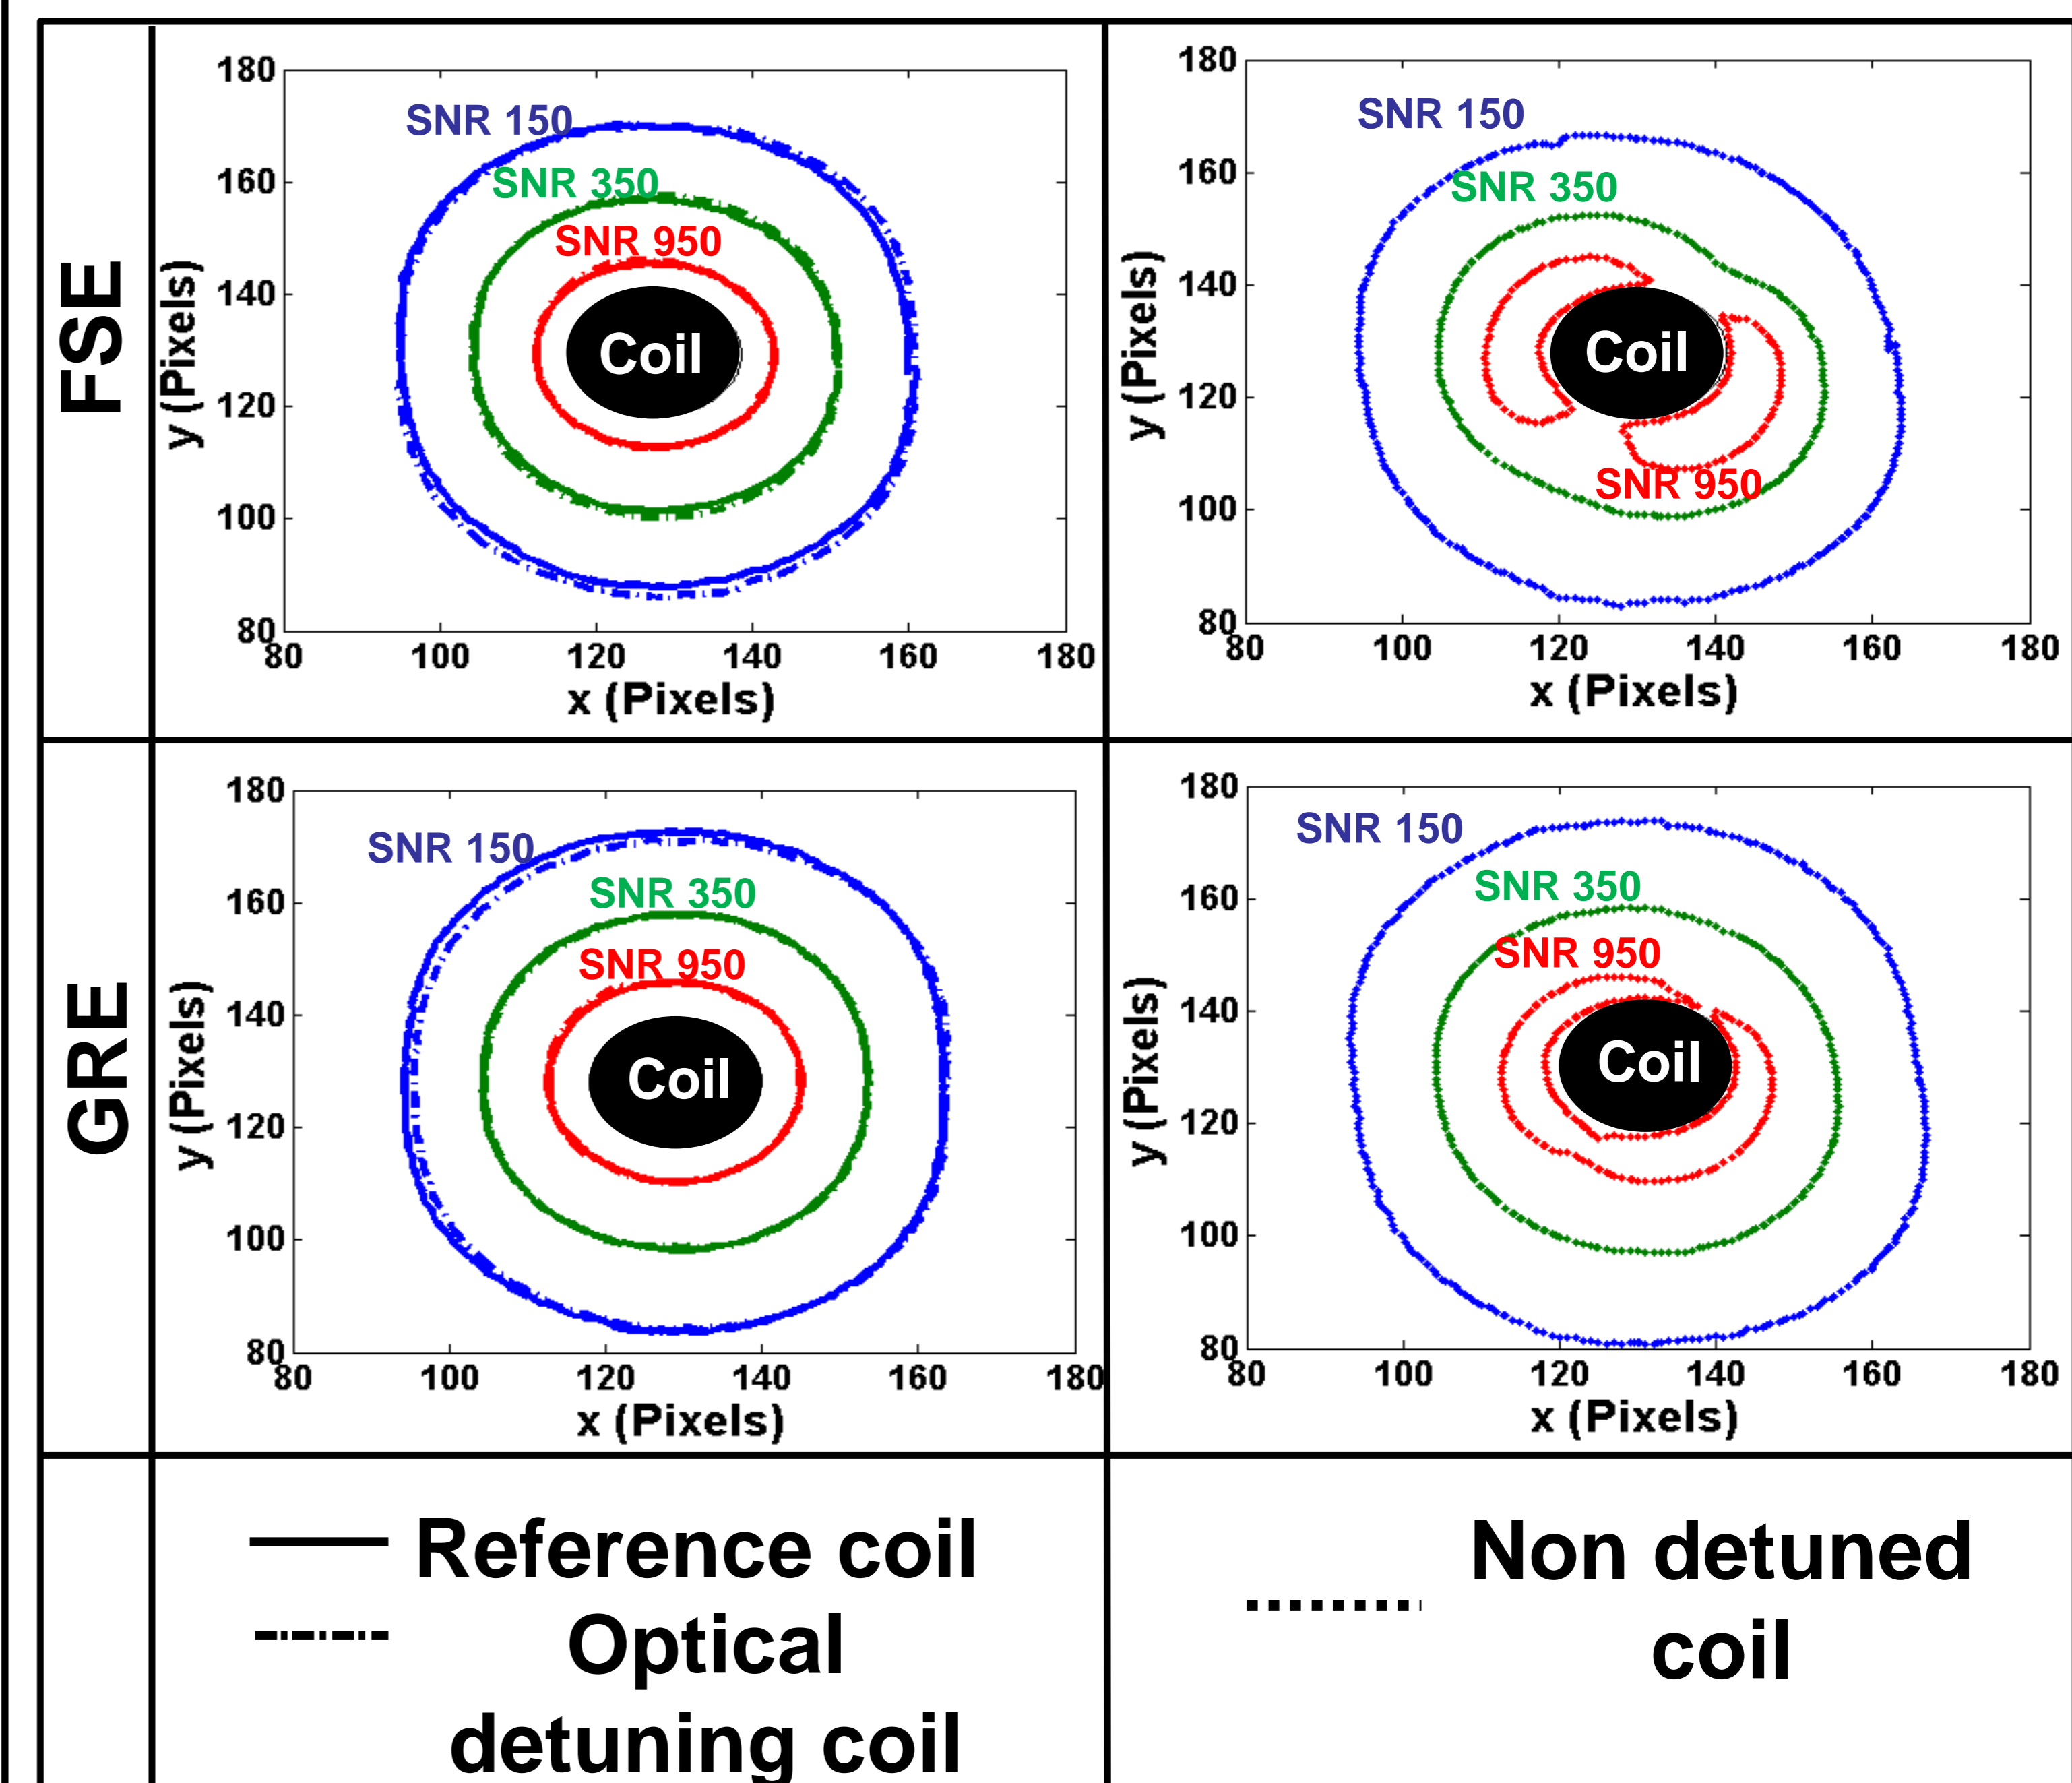 FSE
180
160
140
120
100
80
y (Pixels)
SNR 150
SNR 350
SNR 950
Coil
80 100 120 140 160 180
x (Pixels)
180
160
140
120
100
80
y (Pixels)
SNR 150
SNR 350
Coil
SNR 950
80 100 120 140 160 180
x (Pixels)
GRE
180
160
140
120
100
80
y (Pixels)
SNR 150
SNR 350
SNR 950
Coil
80 100 120 140 160 180
x (Pixels)
180
160
140
120
100
80
y (Pixels)
SNR 150
SNR 350
SNR 950
Coil
80 100 120 140 160 180
x (Pixels)
Reference coil
Optical
detuning coil
Non detuned
coil